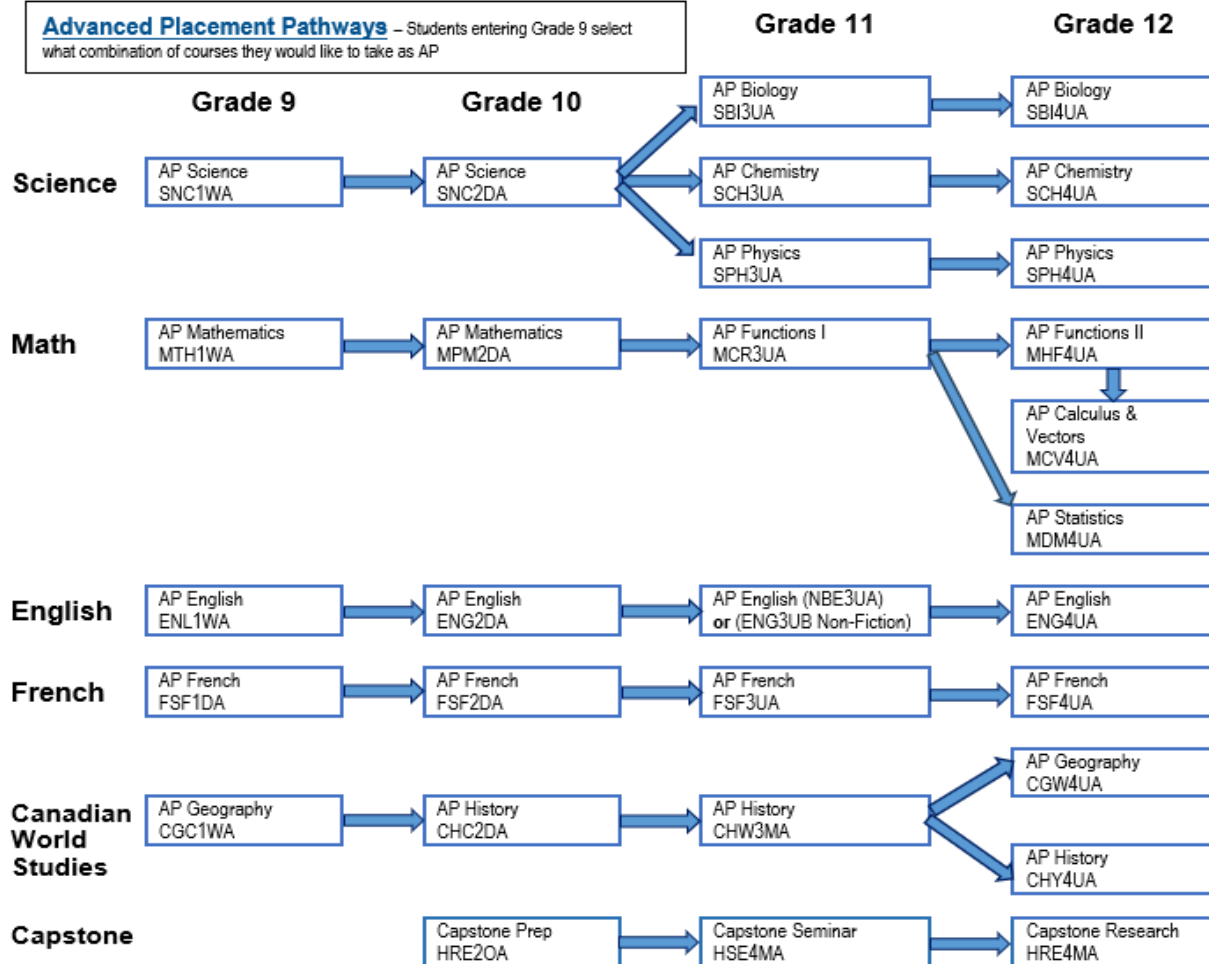 Advanced Placement Pathways – Students entering Grade 9 select
what combination of courses they would like to take as AP
Grade 9
Grade 10
Grade 11
Grade 12
Science
AP Science
SNC1WA
AP Science
SNC2DA
AP Biology
SBI3UA
AP Biology
SBI4UA
AP Chemistry
SCH3UA
AP Chemistry
SCH4UA
AP Physics
SPH3UA
AP Physics
SPH4UA
Math
AP Mathematics
MTH1WA
AP Mathematics
MPM2DA
AP Functions I
MCR3UA
AP Functions II
MHF4UA
AP Calculus &
Vectors
MCV4UA
AP Statistics
MDM4UA
English
AP English
ENL1WA
AP English
ENG2DA
AP English (NBE3UA)
or (ENG3UB Non-Fiction)
AP English
ENG4UA
French
AP French
FSF1DA
AP French
FSF2DA
AP French
FSF3UA
AP French
FSF4UA
Canadian
World
Studies
AP Geography
CGC1WA
AP History
CHC2DA
AP History
CHW3MA
AP Geography
CGW4UA
AP History
CHY4UA
Capstone
Capstone Prep
HRE2OA
Capstone Seminar
HSE4MA
Capstone Research
HRE4MA